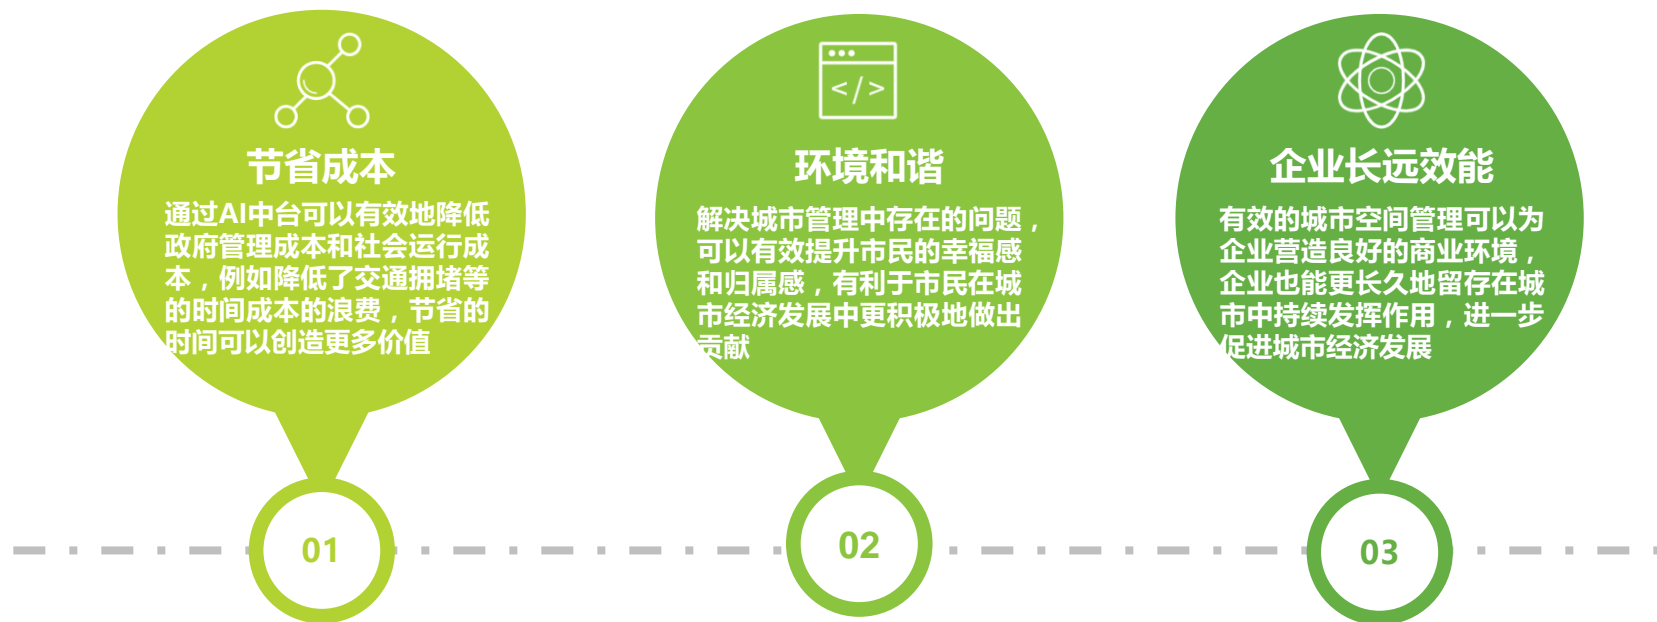 </>
节省成本
通过AI中台可以有效地降低
政府管理成本和社会运行成
本，例如降低了交通拥堵等
的时间成本的浪费，节省的
时间可以创造更多价值
01
</>
环境和谐
解决城市管理中存在的问题，
可以有效提升市民的幸福感
和归属感，有利于市民在城
市经济发展中更积极地做出
贡献
02
企业长远效能
有效的城市空间管理可以为
企业营造良好的商业环境，
企业也能更长久地留存在城
市中持续发挥作用，进一步
促进城市经济发展
03